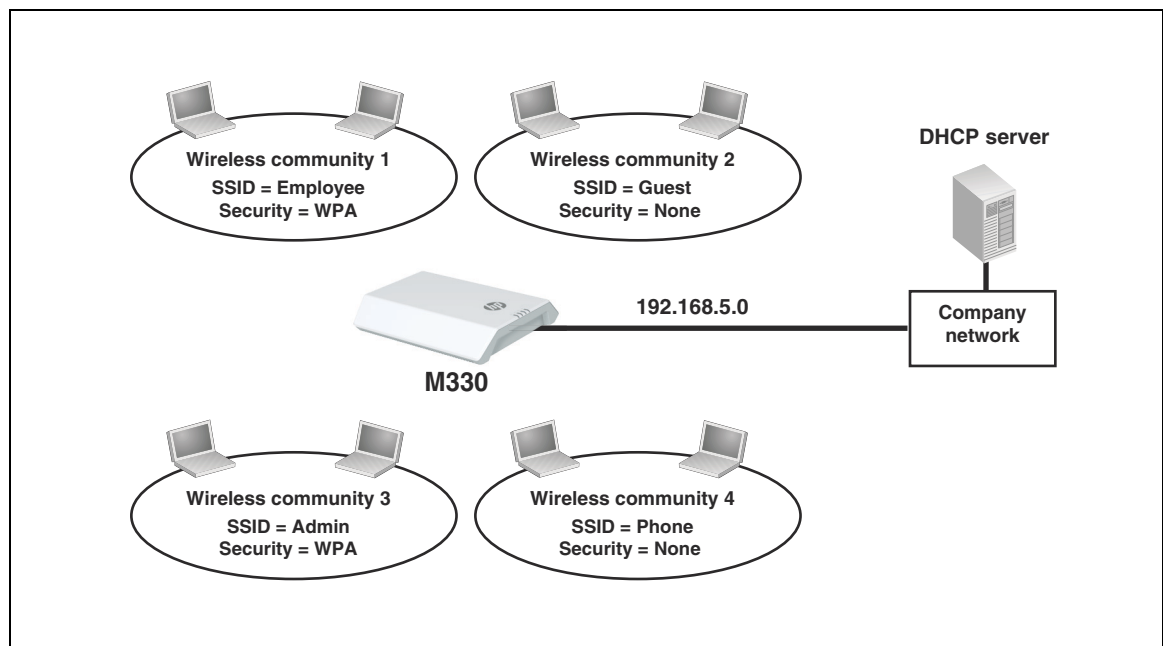 Wireless community 1
SSID = Employee
Security = WPA
Wireless community 2
SSID = Guest
Security = None
DHCP server
hp
192.168.5.0
Company
network
M330
Wireless community 3
SSID = Admin
Security = WPA
Wireless community 4
SSID = Phone
Security = None